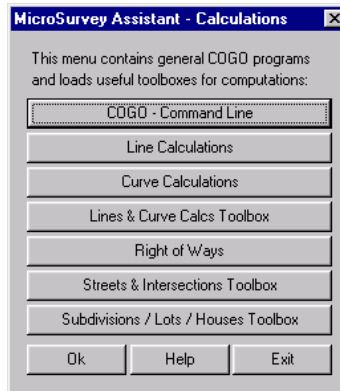 MicroSurvey Assistant - Calculations
This menu contains general COGO programs
and loads useful toolboxes for computations:
COGO - Command Line
Line Calculations
Curve Calculations
Lines & Curve Calcs Toolbox
Right of Ways
Streets & Intersections Toolbox
Subdivisions / Lots / Houses Toolbox
Ok Help Exit